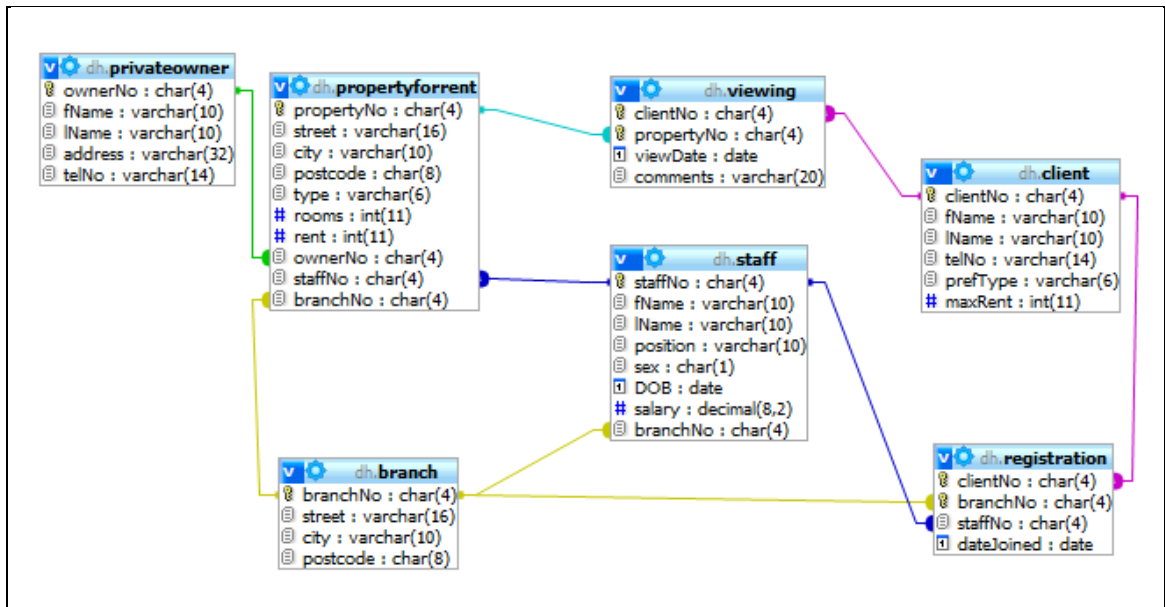 dh.privateowner
ownerNo : char(4)
fName : varchar(10)
lName : varchar(10)
address : varchar(32)
telNo : varchar(14)
dh.propertyforrent
propertyNo : char(4)
street : varchar(16)
city : varchar(10)
postcode : char(8)
type : varchar(6)
# rooms : int(11)
# rent : int(11)
ownerNo : char(4)
staffNo : char(4)
branchNo : char(4)
dh.viewing
clientNo : char(4)
propertyNo : char(4)
viewDate : date
comments : varchar(20)
dh.client
clientNo : char(4)
fName : varchar(10)
lName : varchar(10)
telNo : varchar(14)
prefType : varchar(6)
# maxRent : int(11)
dh.staff
staffNo : char(4)
fName : varchar(10)
lName : varchar(10)
position : varchar(10)
sex : char(1)
DOB : date
# salary : decimal(8,2)
branchNo : char(4)
dh.branch
branchNo : char(4)
street : varchar(16)
city : varchar(10)
postcode : char(8)
dh.registration
clientNo : char(4)
branchNo : char(4)
staffNo : char(4)
dateJoined : date